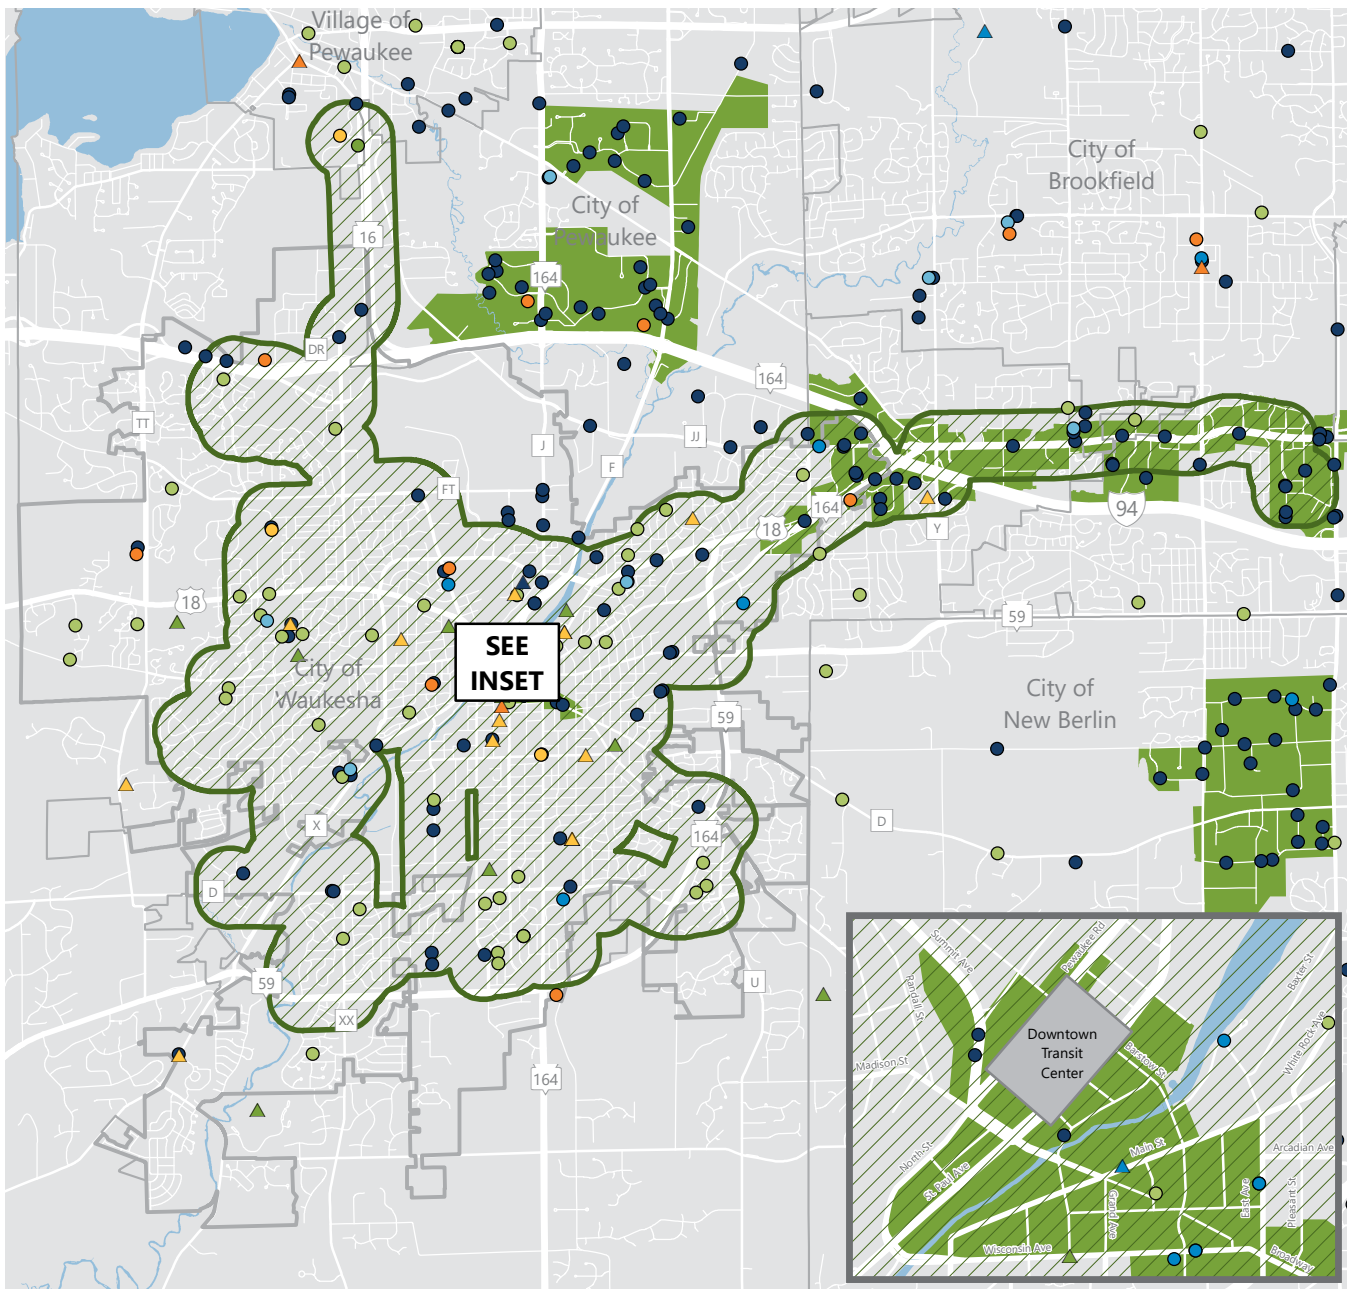 Village of
Pewaukee
City of
Brookfield
City of
Pewaukee
16
164
DR
164
TT
J
JJ
F
FT
18
164
94
Y
18
59
SEE
INSET
City of
Waukesha
City of
New Berlin
59
D
X
164
D
59
XX
U
164
Summit Ave
Pewaukee Rd
Randall St
Baxter St
White Rock Ave
Downtown
Transit
Center
Barstow St
Madison St
North St
St. Paul Ave
Main St
Arcadian Ave
Grand Ave
East Ave
Pleasant St
Wisconsin Ave
Broadway